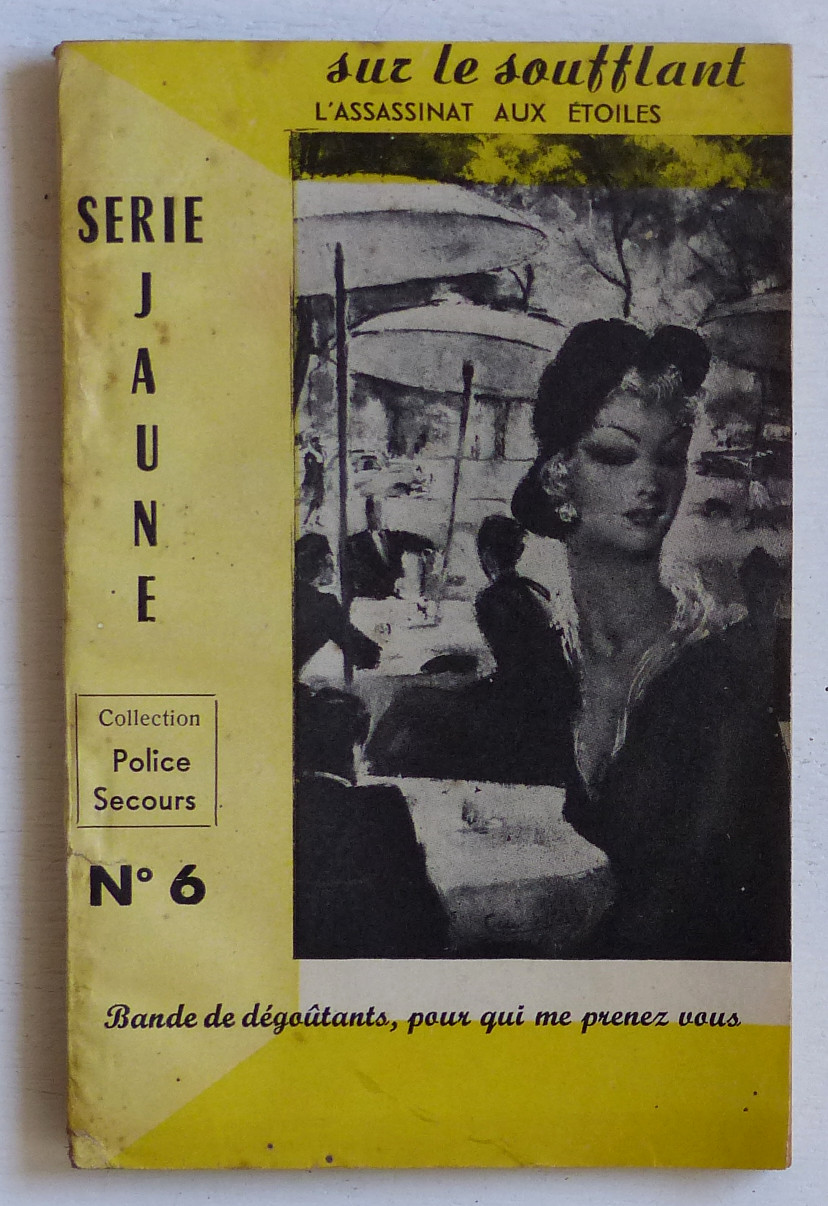 sur le soufflant
L'ASSASSINAT AUX ÉTOILES
SERIE
J
A
U
N
E
Collection
Police
Secours
N° 6
Bande de dégoûtants, pour qui me prenez vous